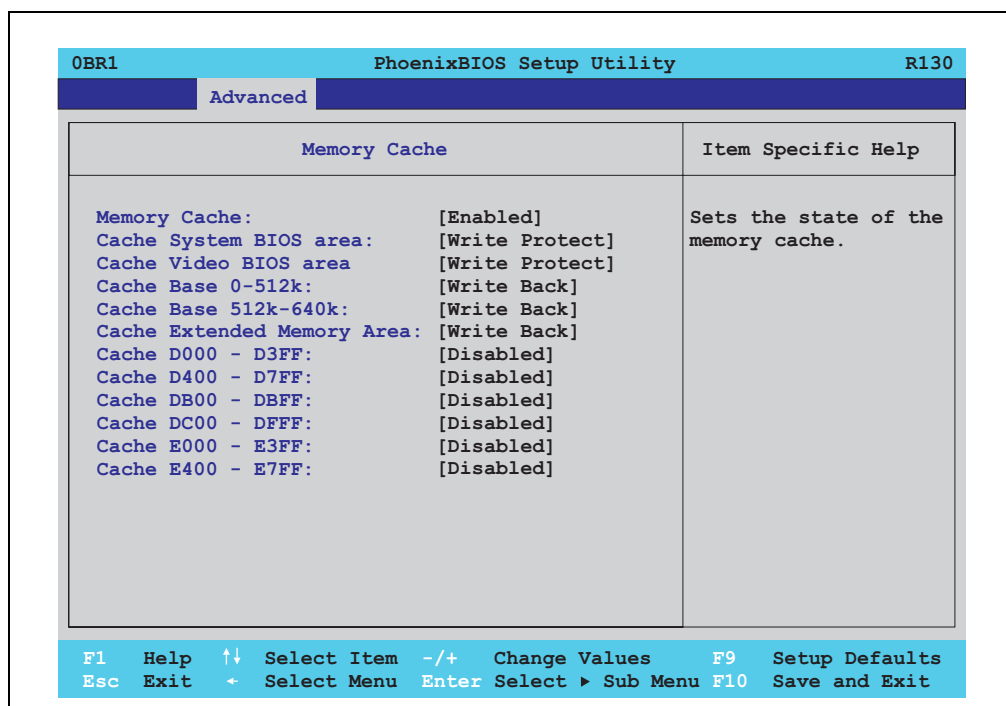 0BR1 PhoenixBIOS Setup Utility R130
Advanced
Memory Cache
Item Specific Help
Memory Cache: [Enabled]
Cache System BIOS area: [Write Protect]
Cache Video BIOS area [Write Protect]
Cache Base 0-512k: [Write Back]
Cache Base 512k-640k: [Write Back]
Cache Extended Memory Area: [Write Back]
Cache D000 - D3FF: [Disabled]
Cache D400 - D7FF: [Disabled]
Cache DB00 - DBFF: [Disabled]
Cache DC00 - DFFF: [Disabled]
Cache E000 - E3FF: [Disabled]
Cache E400 - E7FF: [Disabled]
Sets the state of the
memory cache.
F1 Help ↑↓ Select Item -/+ Change Values F9 Setup Defaults
Esc Exit ← Select Menu Enter Select ▶ Sub Menu F10 Save and Exit